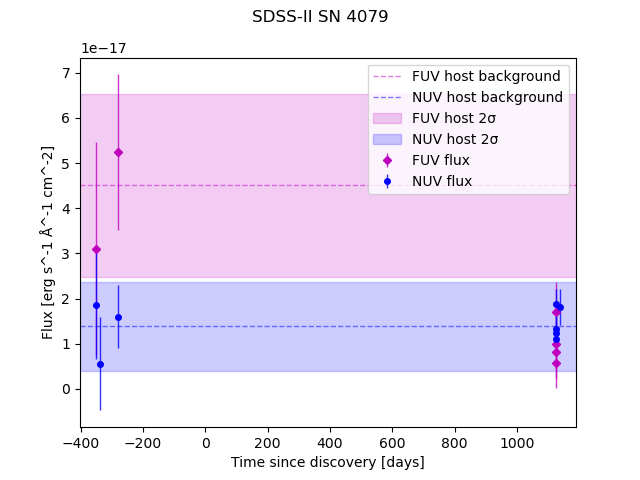 SDSS-II SN 4079
1e−17
FUV host background
NUV host background
FUV host 2σ
NUV host 2σ
FUV flux
NUV flux
7
6
5
4
3
2
1
0
Flux [erg s^-1 Å^-1 cm^-2]
−400 −200 0 200 400 600 800 1000
Time since discovery [days]